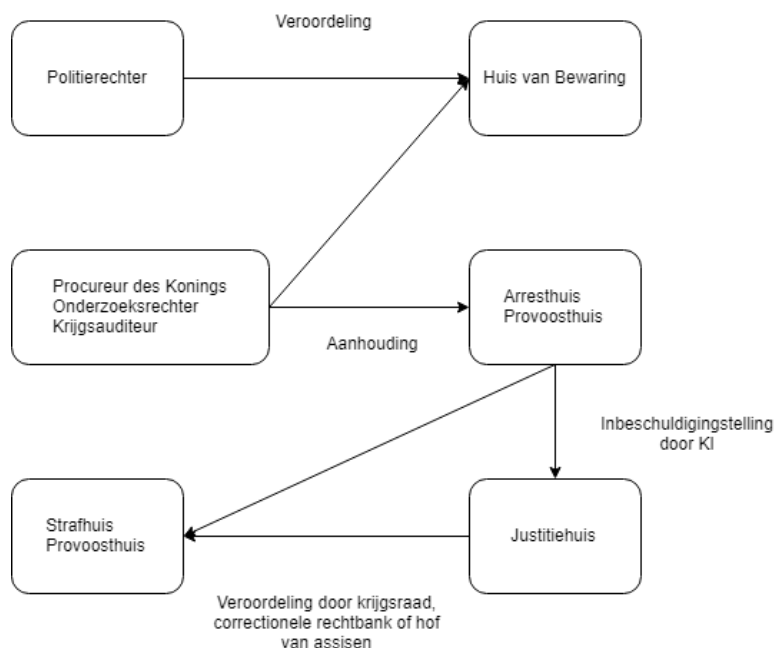 Veroordeling
Politierechter
Huis van Bewaring
Procureur des Konings
Onderzoeksrechter
Krijgsauditeur
Arresthuis
Provoosthuis
Aanhouding
Inbeschuldigingstelling
door KI
Strafhuis
Provoosthuis
Justitiehuis
Veroordeling door krijgsraad,
correctionele rechtbank of hof
van assisen